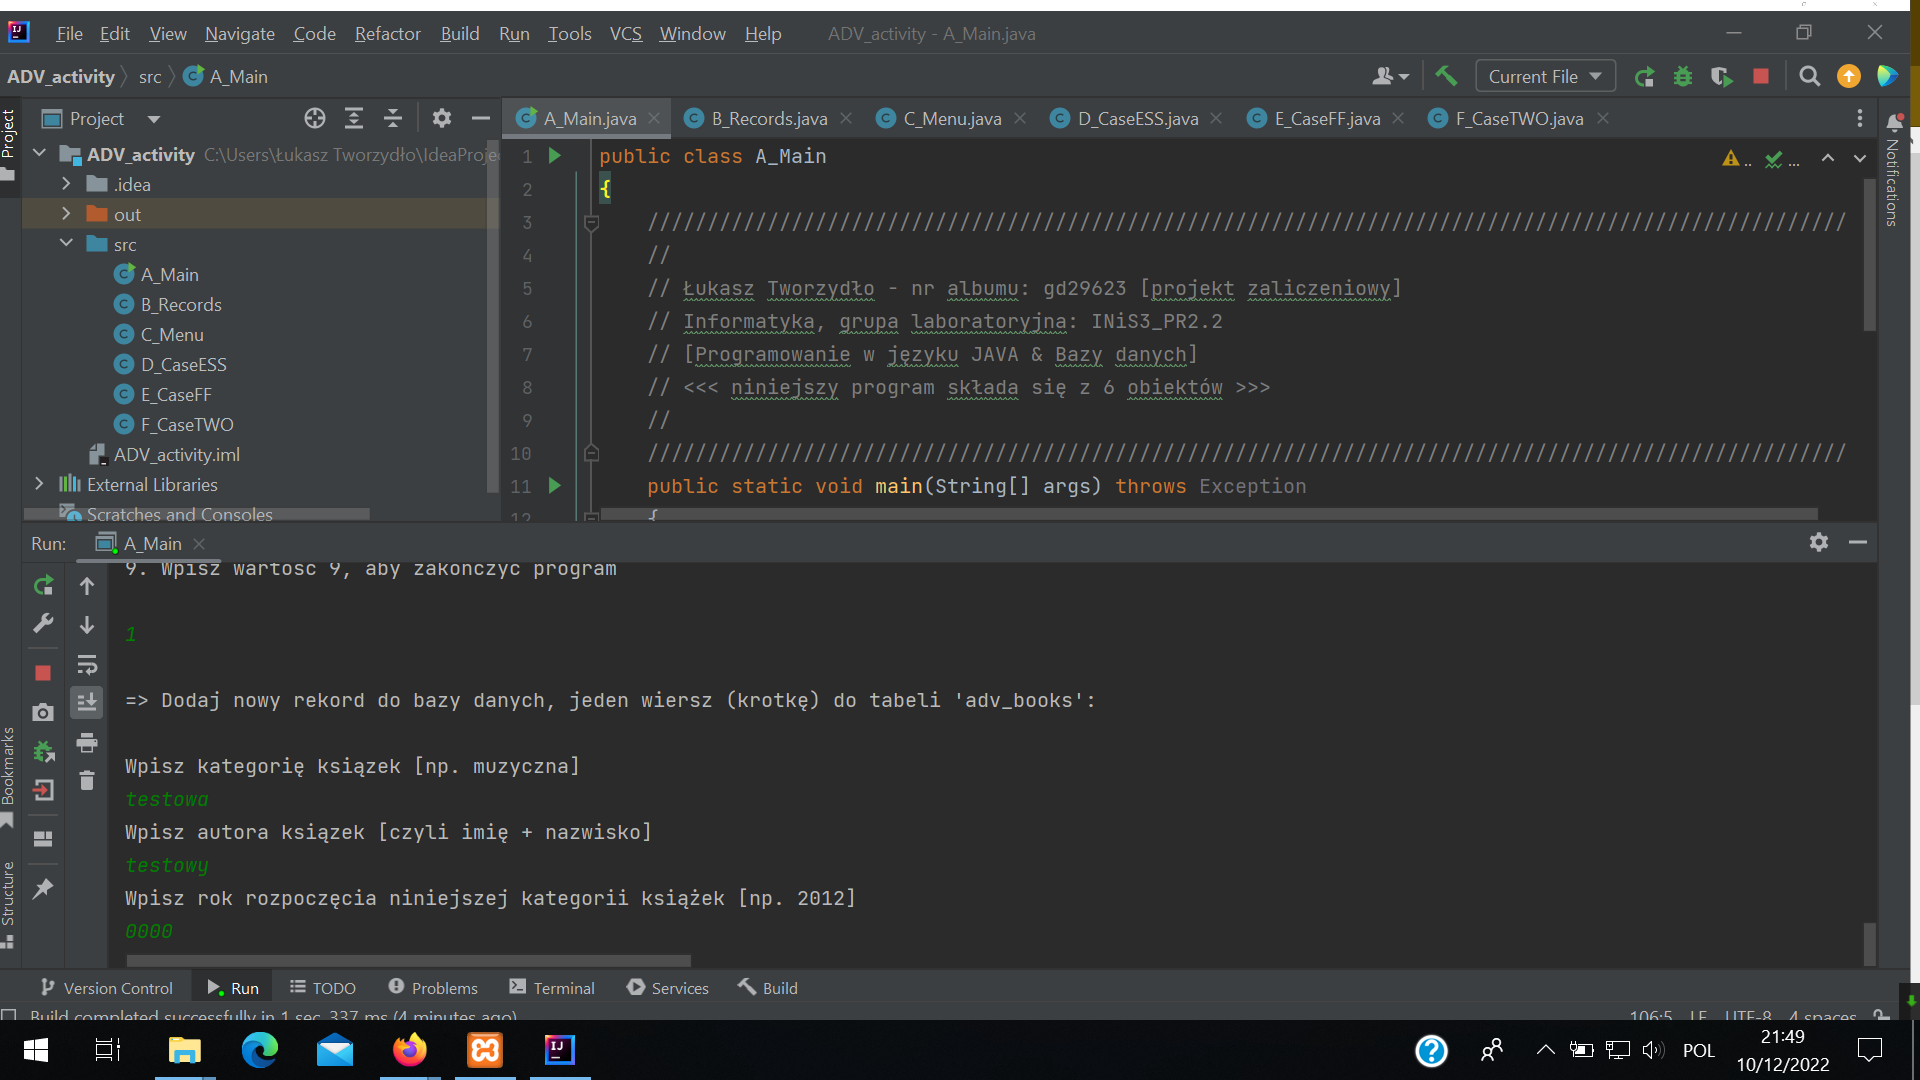 File Edit View Navigate Code Refactor Build Run Tools VCS Window Help ADV_activity - A_Main.java
ADV_activity src A_Main Current File
Project
Project A_Main.java B_Records.java C_Menu.java D_CaseESS.java E_CaseFF.java F_CaseTWO.java
Notifications
ADV_activity C:\Users\Łukasz Tworzydło\IdeaProje
.idea
out
src
A_Main
B_Records
C_Menu
D_CaseESS
E_CaseFF
F_CaseTWO
ADV_activity.iml
External Libraries
Scratches and Consoles
1 public class A_Main
2 {
3 ////////////////////////////////////////////////////////////////////////////////////////////////////
4 //
5 // Łukasz Tworzydło - nr albumu: gd29623 [projekt zaliczeniowy]
6 // Informatyka, grupa laboratoryjna: INiS3_PR2.2
7 // [Programowanie w języku JAVA & Bazy danych]
8 // <<< niniejszy program składa się z 6 obiektów >>>
9 //
10 ////////////////////////////////////////////////////////////////////////////////////////////////////
11 public static void main(String[] args) throws Exception
12 {
Run: A_Main
9. Wpisz wartość 9, aby zakończyć program
1
=> Dodaj nowy rekord do bazy danych, jeden wiersz (krotkę) do tabeli 'adv_books':
Wpisz kategorię ksiązek [np. muzyczna]
testowa
Wpisz autora ksiązek [czyli imię + nazwisko]
testowy
Wpisz rok rozpoczęcia niniejszej kategorii książek [np. 2012]
0000
Bookmarks
Structure
Version Control Run TODO Problems Terminal Services Build
Build completed successfully in 1 sec, 337 ms (4 minutes ago) 106:5 LF UTF-8 4 spaces
POL
21:49
10/12/2022